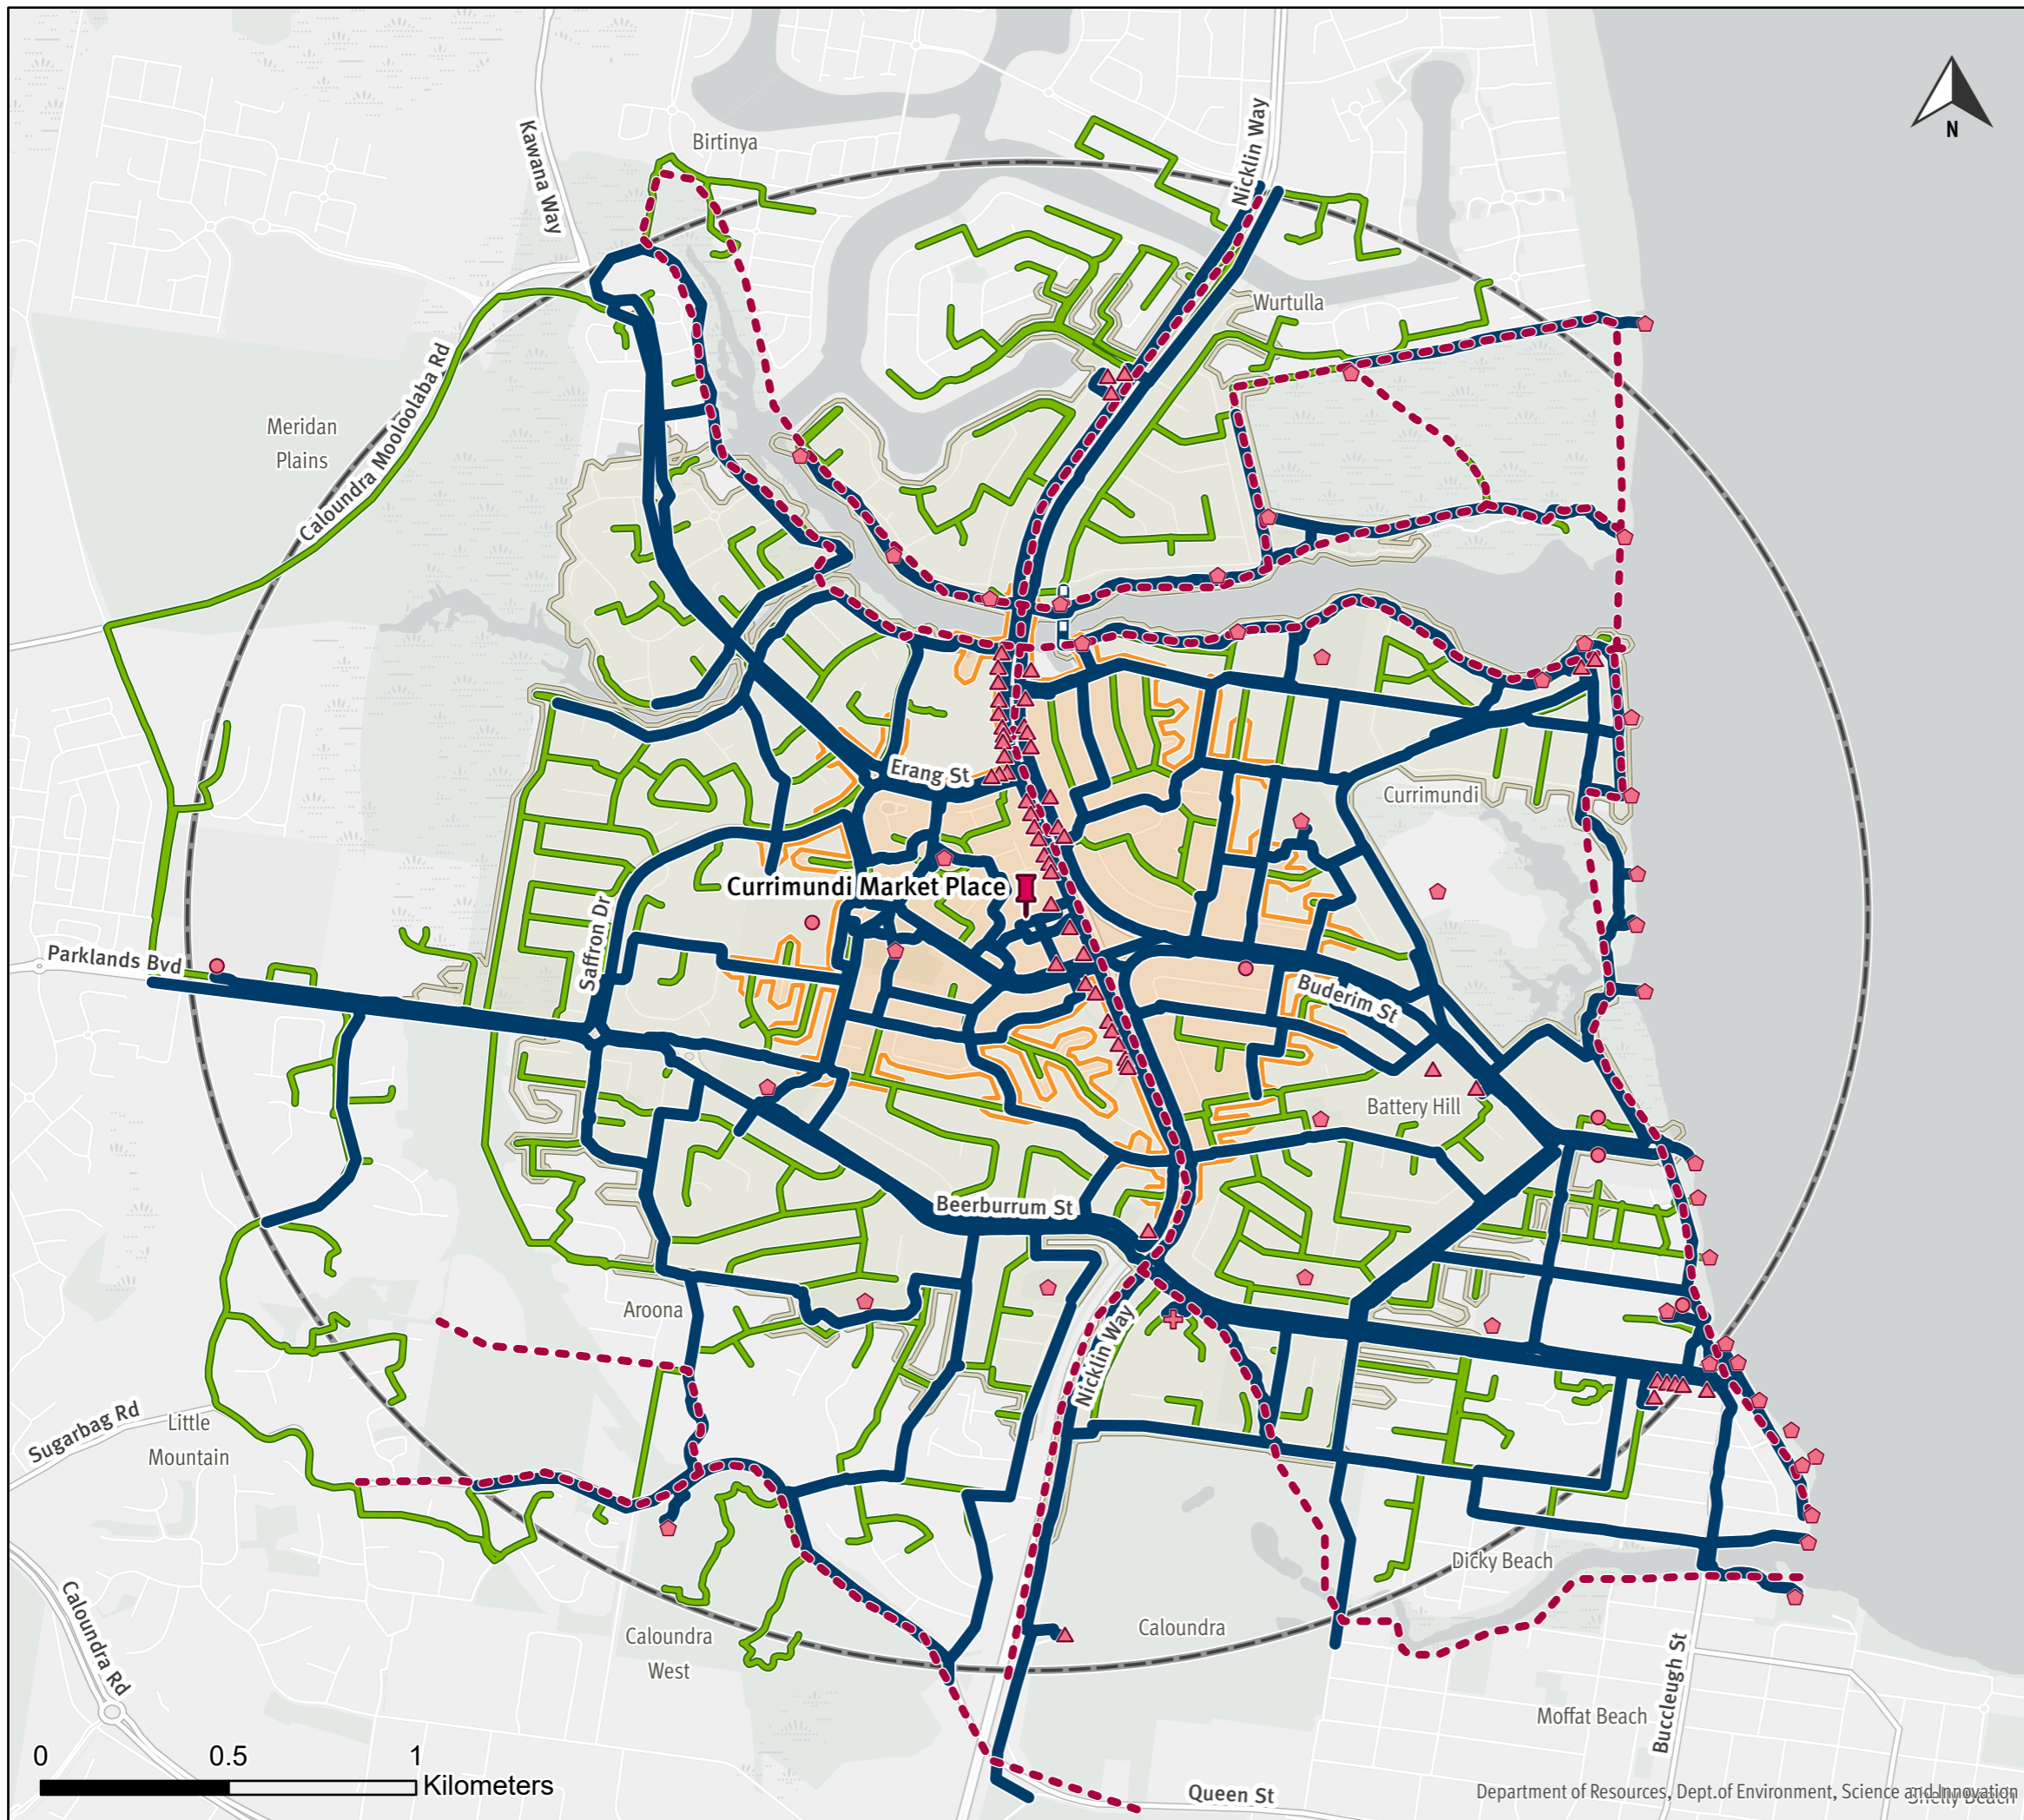 Kawana Way
Birtinya
Nicklin Way
N
Wurtulla
Meridan
Plains
Caloundra Mooloolaba Rd
Erang St
Currimundi
Currimundi Market Place
Saffron Dr
Parklands Bvd
Buderim St
Battery Hill
Beerburrum St
Aroona
Nicklin Way
Sugarbag Rd
Little
Mountain
Dicky Beach
Caloundra Rd
Caloundra
West
Caloundra
Buccleugh St
Moffat Beach
0 0.5 1
Kilometers
Queen St
Shelly Beach
Department of Resources, Dept.of Environment, Science and Innovation